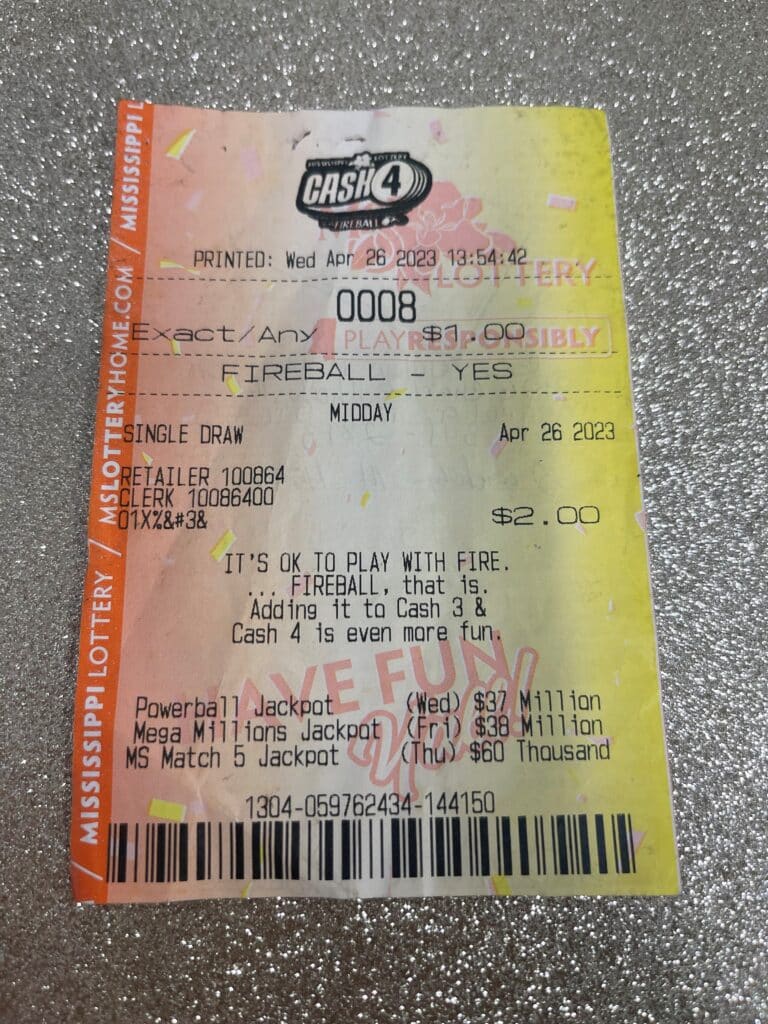 MISSISSIPPI LOTTERY
CASH 4
FIREBALL
PRINTED: Wed Apr 26 2023 13:54:42
LOTTERY
0008
Exact/Any $1.00
PLAY RESPONSIBLY
FIREBALL - YES
MIDDAY
SINGLE DRAW Apr 26 2023
RETAILER 100864
CLERK 10086400
01X%&#3& $2.00
IT'S OK TO PLAY WITH FIRE.
... FIREBALL, that is.
Adding it to Cash 3 &
Cash 4 is even more fun.
HAVE FUN
Y'all!
Powerball Jackpot (Wed) $37 Million
Mega Millions Jackpot (Fri) $38 Million
MS Match 5 Jackpot (Thu) $60 Thousand
1304-059762434-144150
/ MISSISSIPPI LOTTERY / MSLOTTERYHOME.COM / MISSISSIPPI L